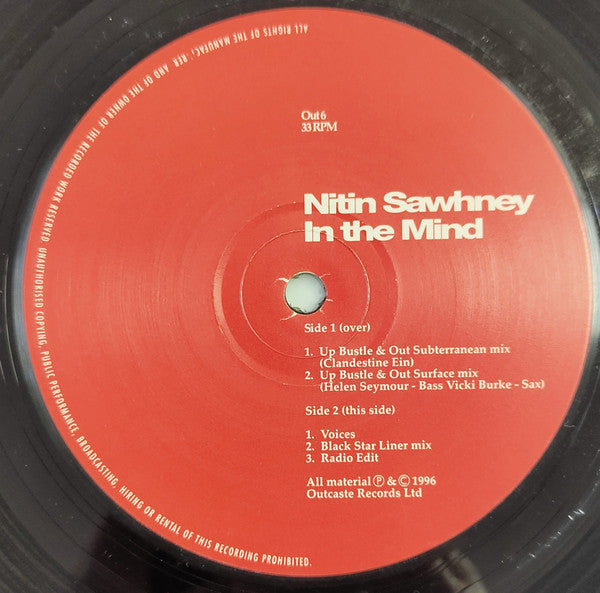 Out 6
33 RPM
Nitin Sawhney
In the Mind
Side 1 (over)
1. Up Bustle & Out Subterranean mix
(Clandestine Ein)
2. Up Bustle & Out Surface mix
(Helen Seymour - Bass Vicki Burke - Sax)
Side 2 (this side)
1. Voices
2. Black Star Liner mix
3. Radio Edit
All material Ⓟ & © 1996
Outcaste Records Ltd
ALL RIGHTS OF THE AND OF THE OWNER OF THE RECORDED WORK RESERVED. UNAUTHORISED COPYING, PUBLIC PERFORMANCE, BROADCASTING, HIRING OR RENTAL OF THIS RECORDING PROHIBITED.